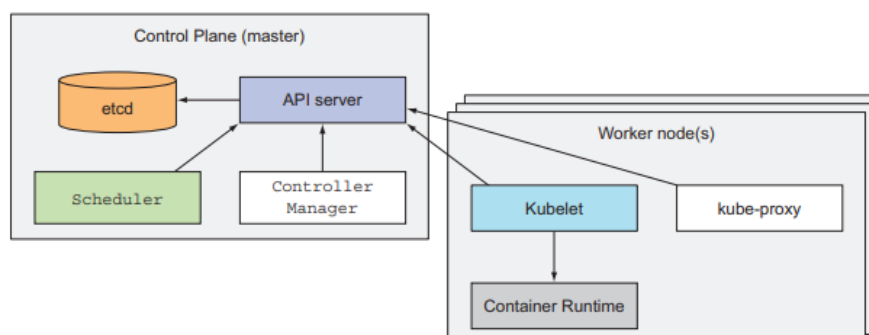 Control Plane (master)
etcd
API server
Scheduler
Controller
Manager
Worker node(s)
Kubelet
kube-proxy
Container Runtime